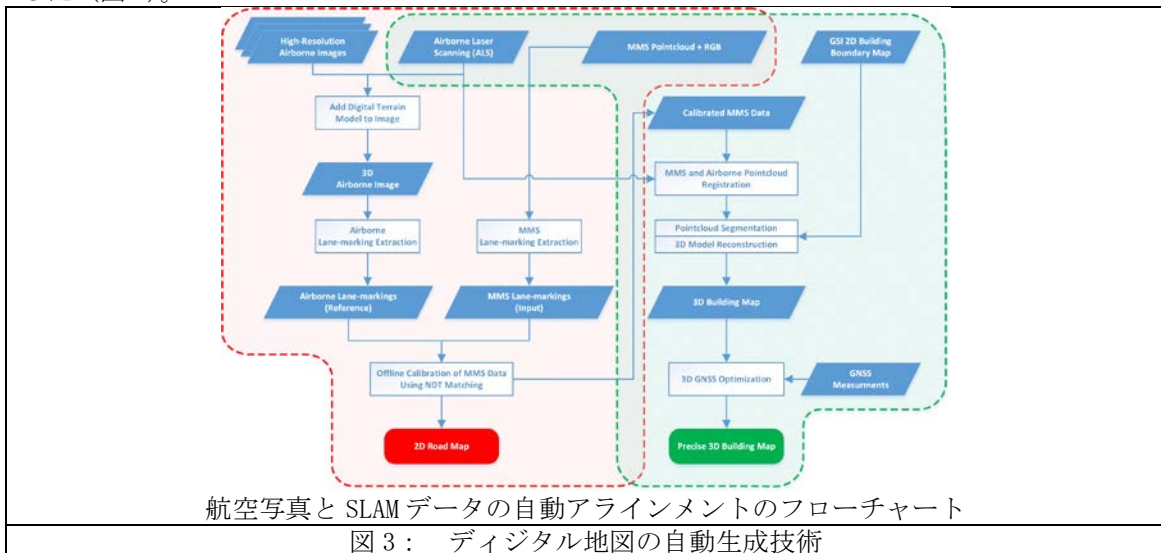 High-Resolution
Airborne Images
Airborne Laser
Scanning (ALS)
MMS Pointcloud + RGB
GSI 2D Building
Boundary Map
Add Digital Terrain
Model to Image
Calibrated MMS Data
3D
Airborne Image
MMS and Airborne Pointcloud
Registration
Airborne
Lane-marking Extraction
MMS
Lane-marking Extraction
Pointcloud Segmentation
3D Model Reconstruction
Airborne Lane-markings
(Reference)
MMS Lane-markings
(Input)
3D Building Map
Offline Calibration of MMS Data
Using NDT Matching
3D GNSS Optimization
GNSS
Measurments
2D Road Map
Precise 3D Building Map
航空写真と SLAM データの自動アラインメントのフローチャート
図 3： ディジタル地図の自動生成技術